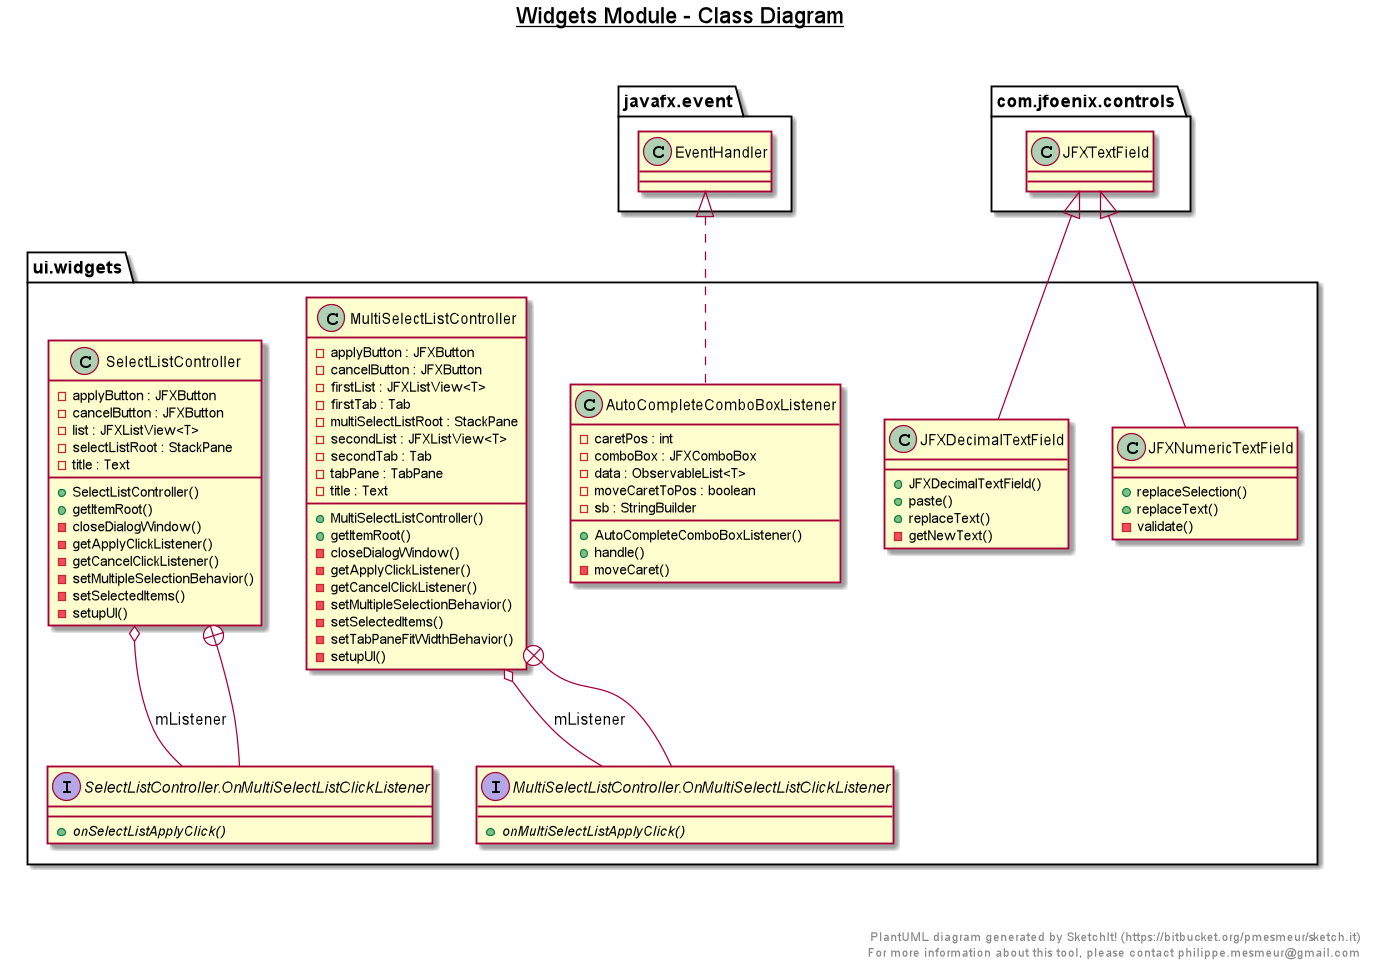 Widgets Module - Class Diagram
javafx.event
com.jfoenix.controls
C EventHandler
C JFXTextField
ui.widgets
C SelectListController
applyButton : JFXButton
cancelButton : JFXButton
list : JFXListView<T>
selectListRoot : StackPane
title : Text
SelectListController()
getItemRoot()
closeDialogWindow()
getApplyClickListener()
getCancelClickListener()
setMultipleSelectionBehavior()
setSelectedItems()
setupUI()
C MultiSelectListController
applyButton : JFXButton
cancelButton : JFXButton
firstList : JFXListView<T>
firstTab : Tab
multiSelectListRoot : StackPane
secondList : JFXListView<T>
secondTab : Tab
tabPane : TabPane
title : Text
MultiSelectListController()
getItemRoot()
closeDialogWindow()
getApplyClickListener()
getCancelClickListener()
setMultipleSelectionBehavior()
setSelectedItems()
setTabPaneFitWidthBehavior()
setupUI()
C AutoCompleteComboBoxListener
caretPos : int
comboBox : JFXComboBox
data : ObservableList<T>
moveCaretToPos : boolean
sb : StringBuilder
AutoCompleteComboBoxListener()
handle()
moveCaret()
C JFXDecimalTextField
JFXDecimalTextField()
paste()
replaceText()
getNewText()
C JFXNumericTextField
replaceSelection()
replaceText()
validate()
mListener
mListener
I SelectListController.OnMultiSelectListClickListener
onSelectListApplyClick()
I MultiSelectListController.OnMultiSelectListClickListener
onMultiSelectListApplyClick()
PlantUML diagram generated by SketchIt! (https://bitbucket.org/pmesmeur/sketch.it)
For more information about this tool, please contact philippe.mesmeur@gmail.com